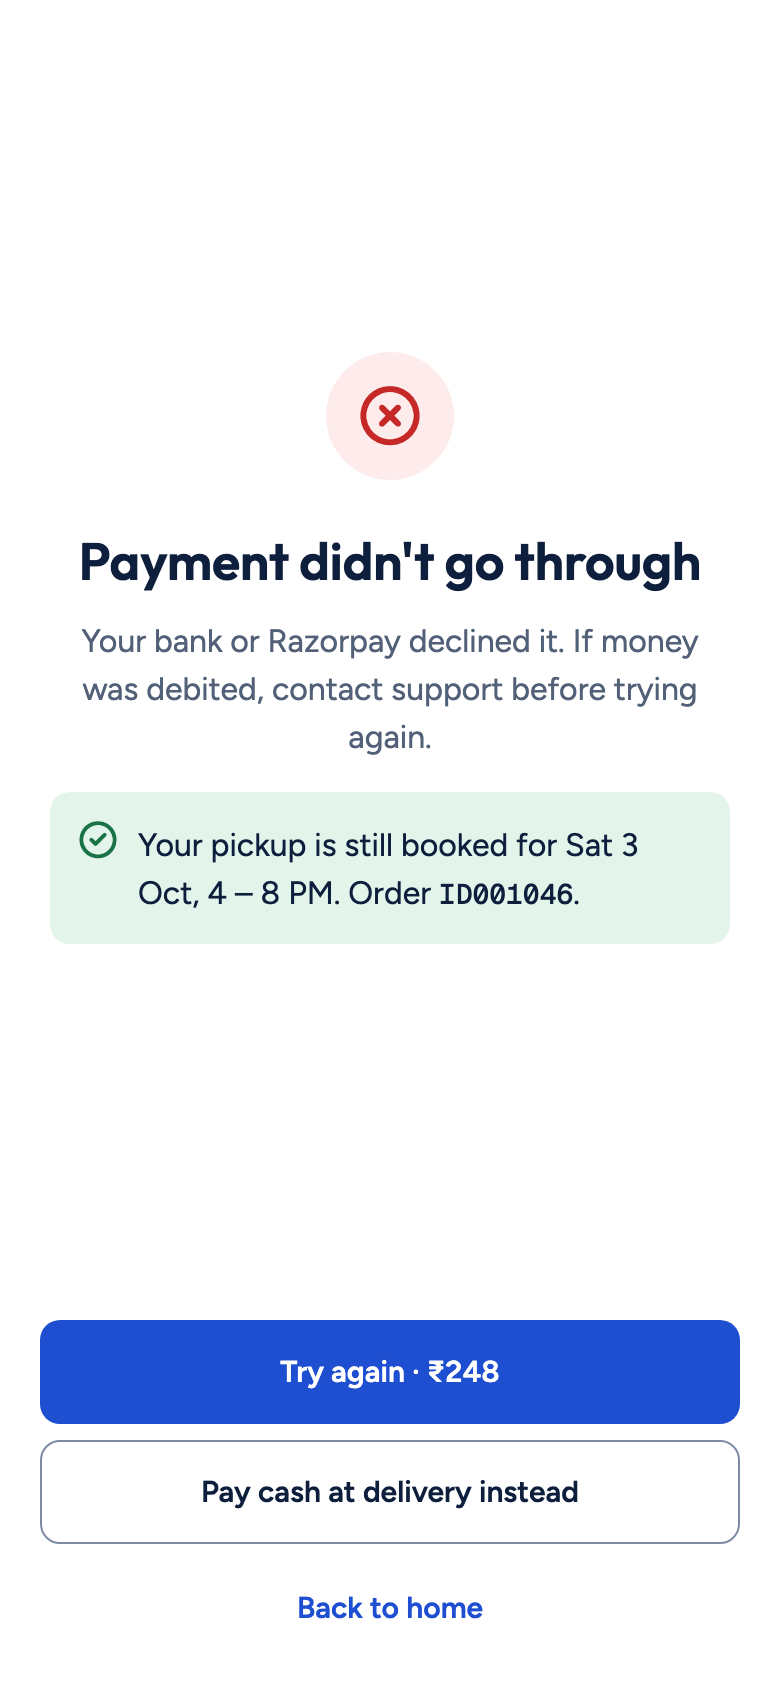 Payment didn't go through
Your bank or Razorpay declined it. If money
was debited, contact support before trying
again.
Your pickup is still booked for Sat 3
Oct, 4 – 8 PM. Order ID001046.
Try again · ₹248
Pay cash at delivery instead
Back to home